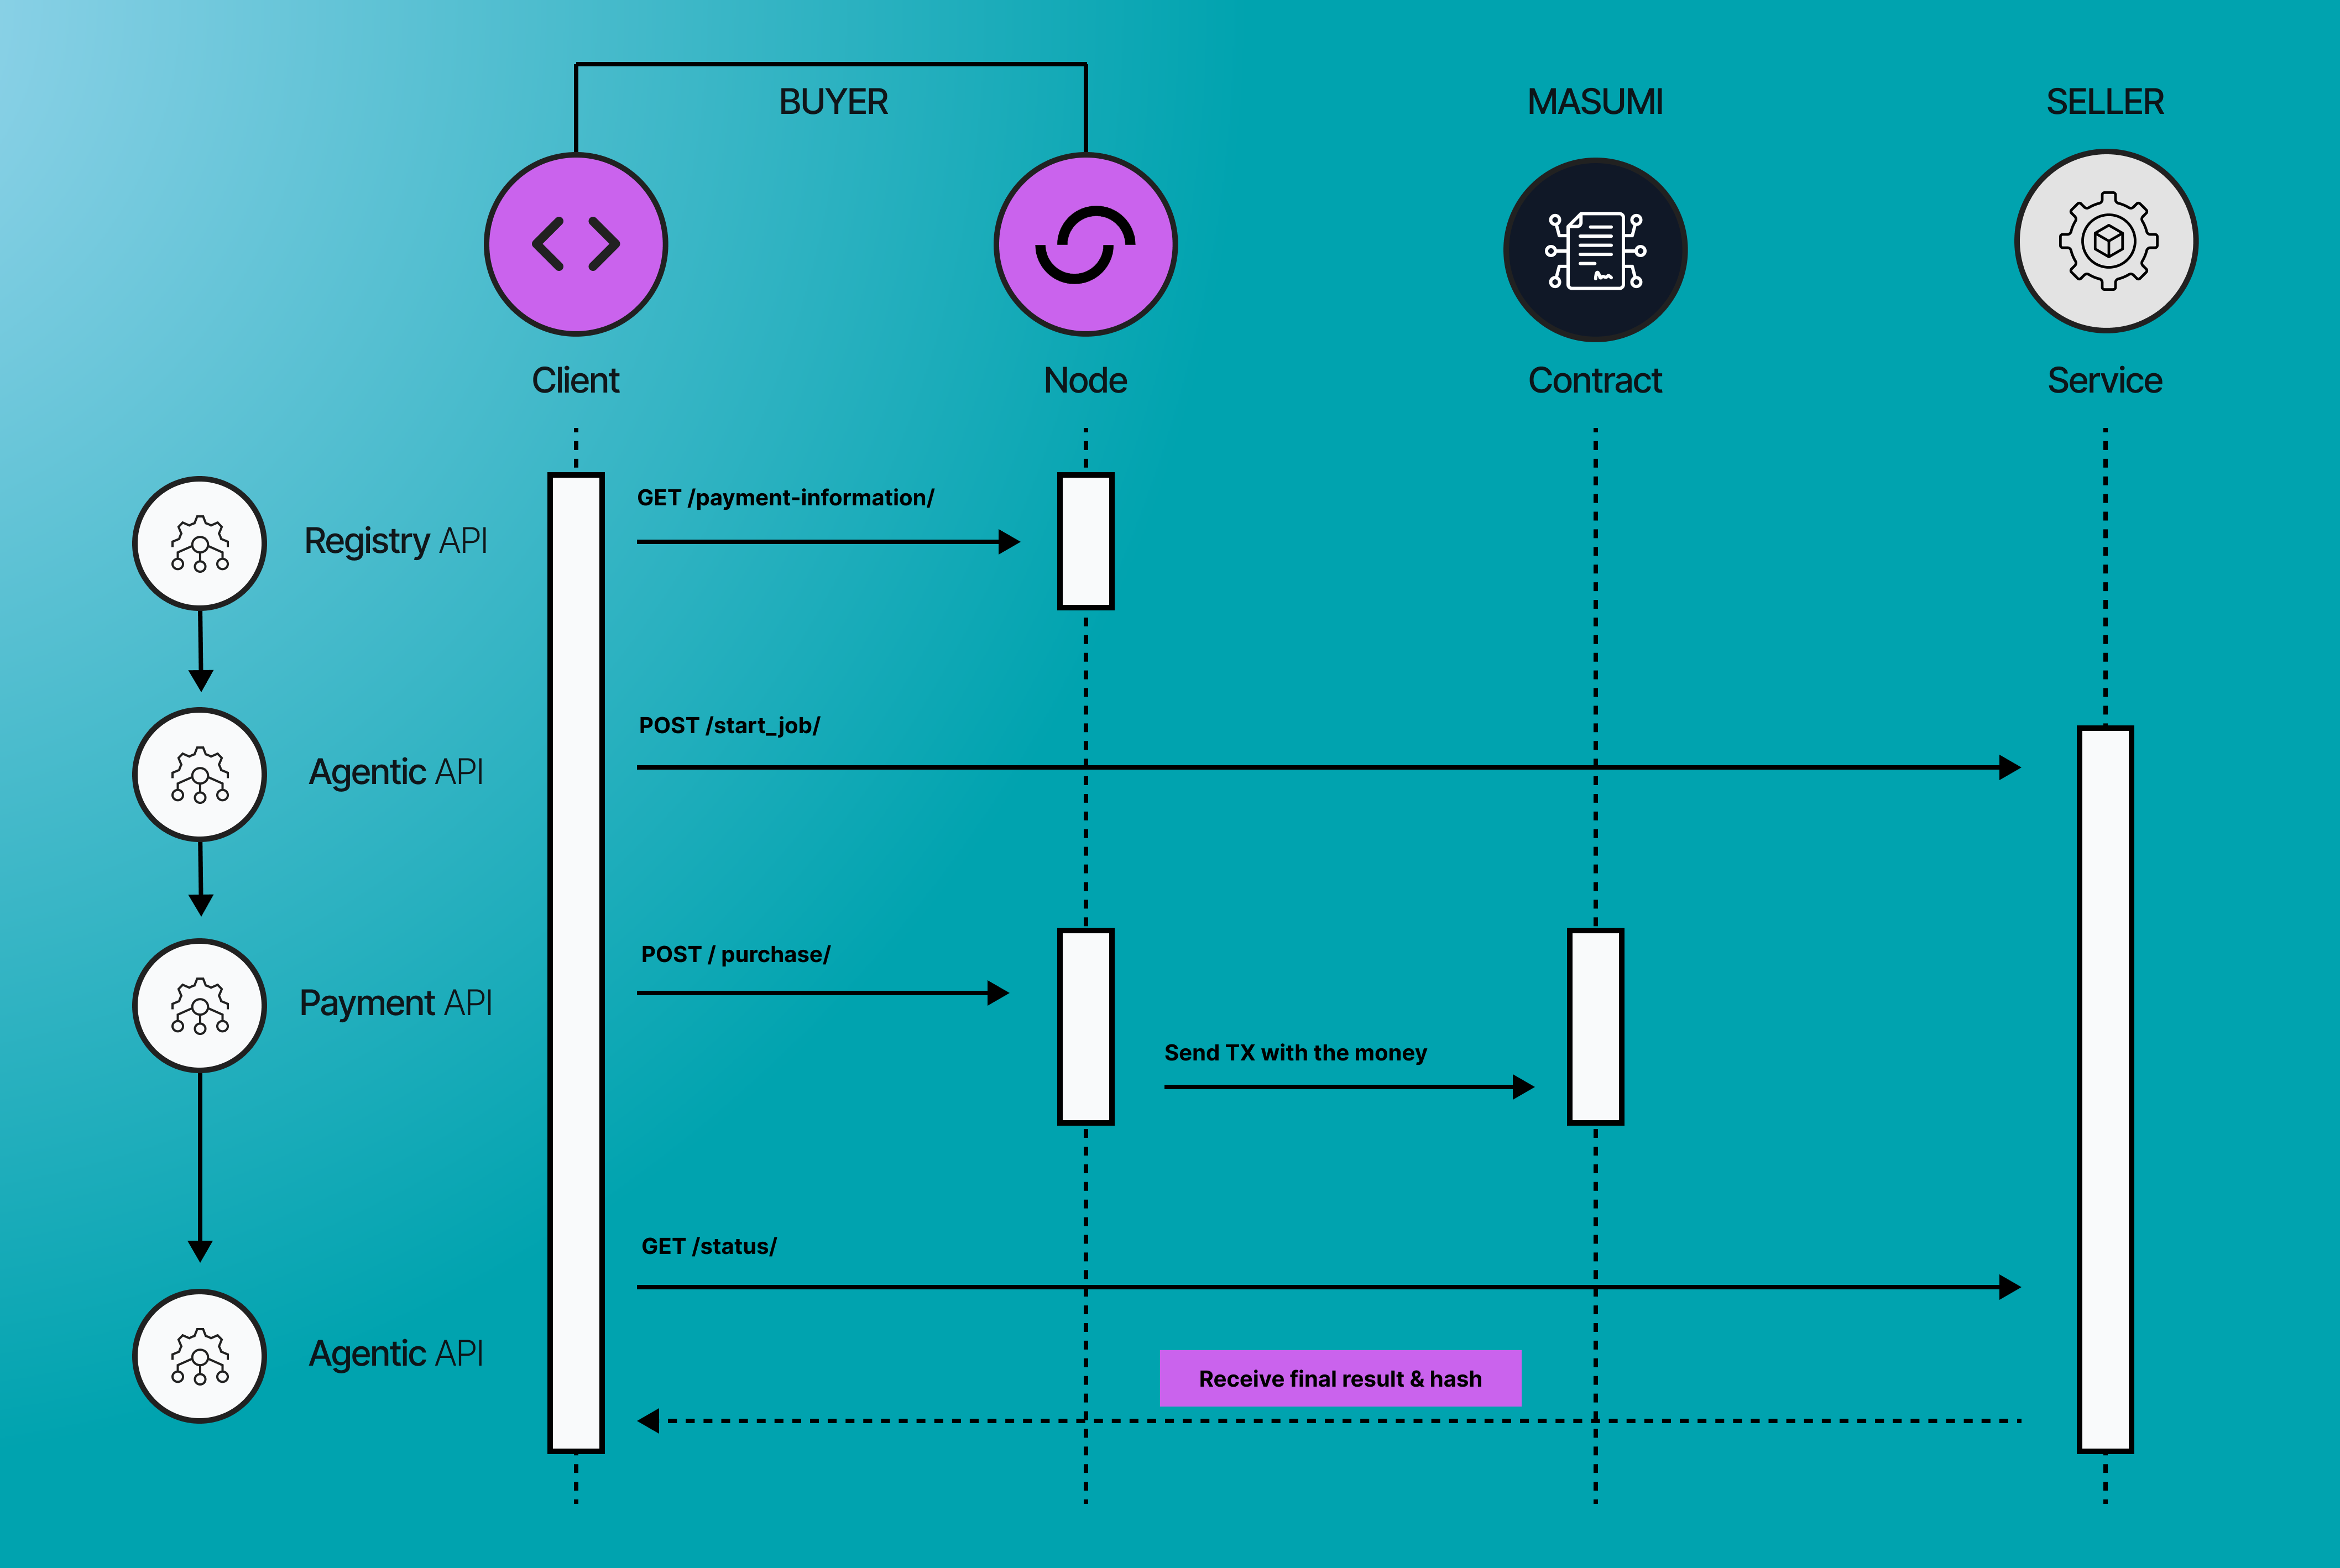 BUYER
MASUMI
SELLER
Client
Node
Contract
Service
Registry API
GET /payment-information/
Agentic API
POST /start_job/
Payment API
POST / purchase/
Send TX with the money
GET /status/
Agentic API
Receive final result & hash